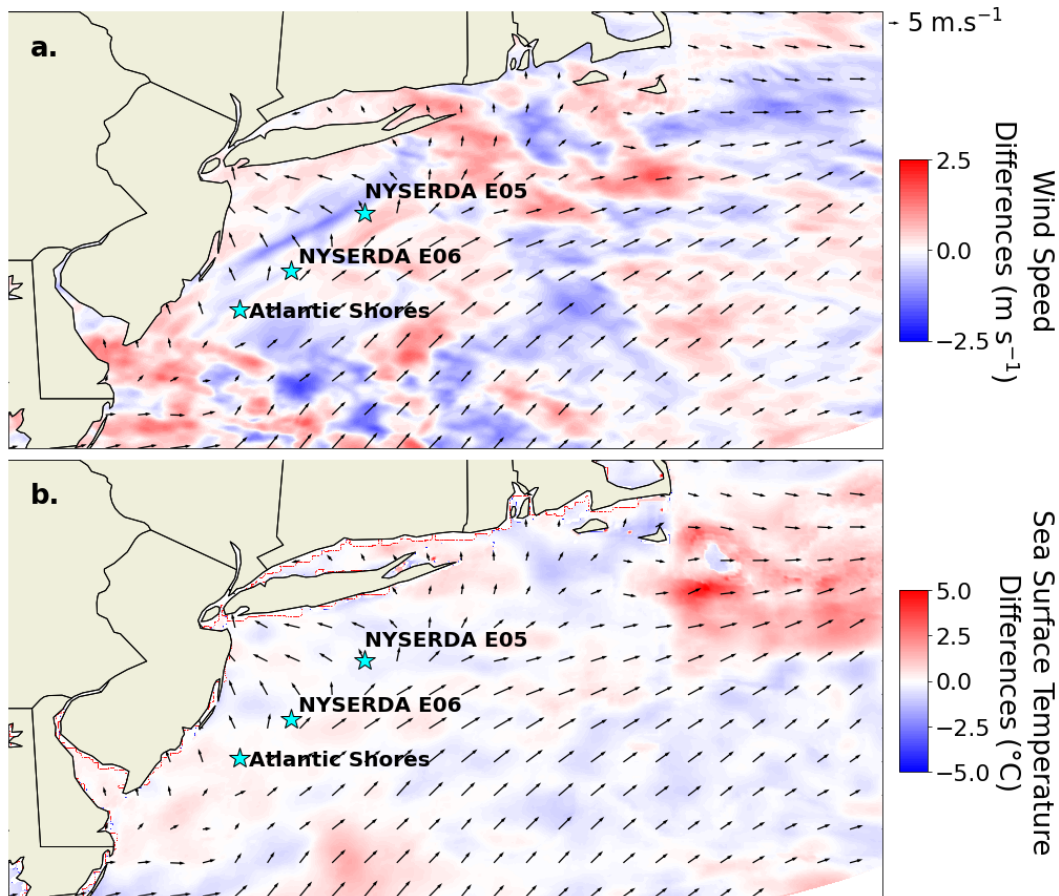 a.
5 m.s⁻¹
NYSERDA E05
NYSERDA E06
Atlantic Shores
2.5
0.0
−2.5
Wind Speed
Differences (m s⁻¹)
b.
NYSERDA E05
NYSERDA E06
Atlantic Shores
5.0
2.5
0.0
−2.5
−5.0
Sea Surface Temperature
Differences (°C)